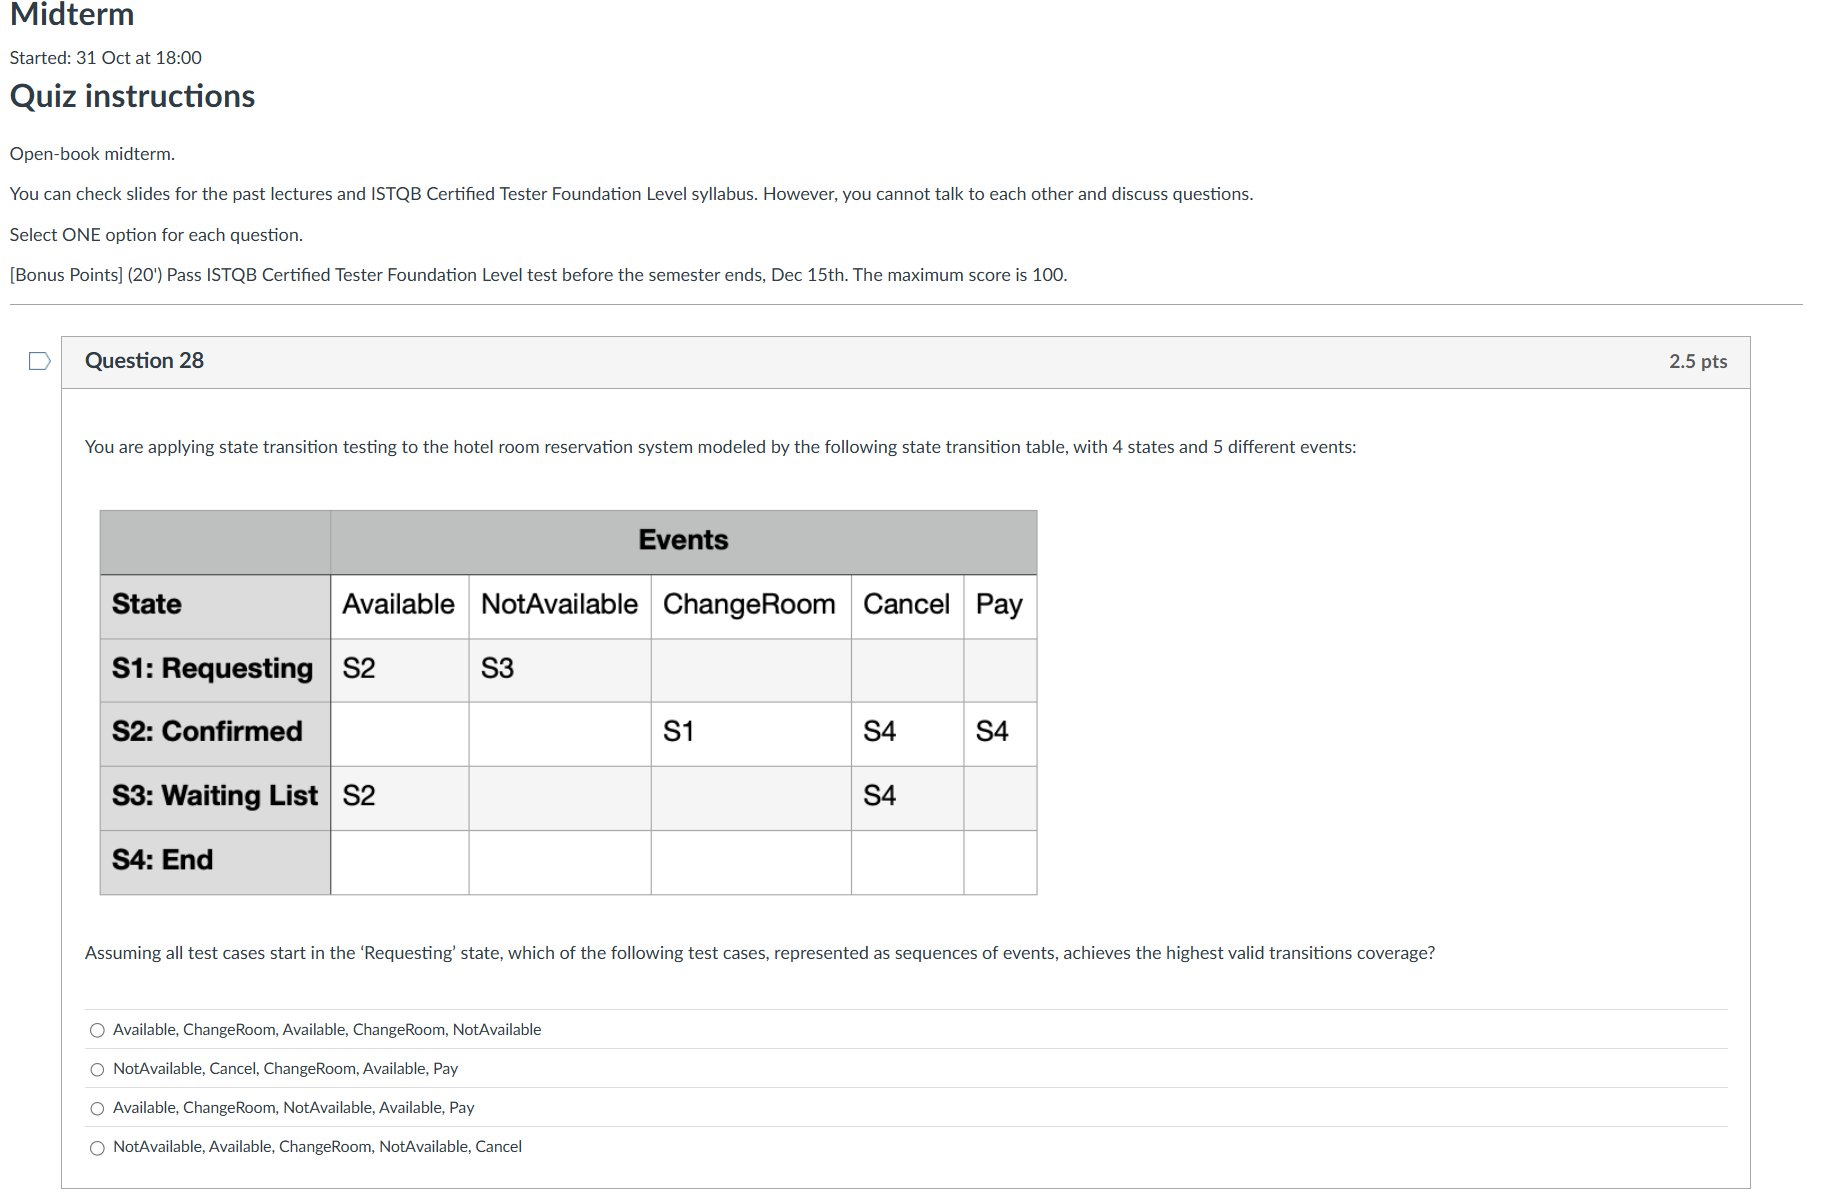 Midterm
Started: 31 Oct at 18:00
Quiz instructions
Open-book midterm.
You can check slides for the past lectures and ISTQB Certified Tester Foundation Level syllabus. However, you cannot talk to each other and discuss questions.
Select ONE option for each question.
[Bonus Points] (20') Pass ISTQB Certified Tester Foundation Level test before the semester ends, Dec 15th. The maximum score is 100.
Question 28 2.5 pts
You are applying state transition testing to the hotel room reservation system modeled by the following state transition table, with 4 states and 5 different events:
Events
State Available NotAvailable ChangeRoom Cancel Pay
S1: Requesting S2 S3
S2: Confirmed S1 S4 S4
S3: Waiting List S2 S4
S4: End
Assuming all test cases start in the ‘Requesting’ state, which of the following test cases, represented as sequences of events, achieves the highest valid transitions coverage?
Available, ChangeRoom, Available, ChangeRoom, NotAvailable
NotAvailable, Cancel, ChangeRoom, Available, Pay
Available, ChangeRoom, NotAvailable, Available, Pay
NotAvailable, Available, ChangeRoom, NotAvailable, Cancel